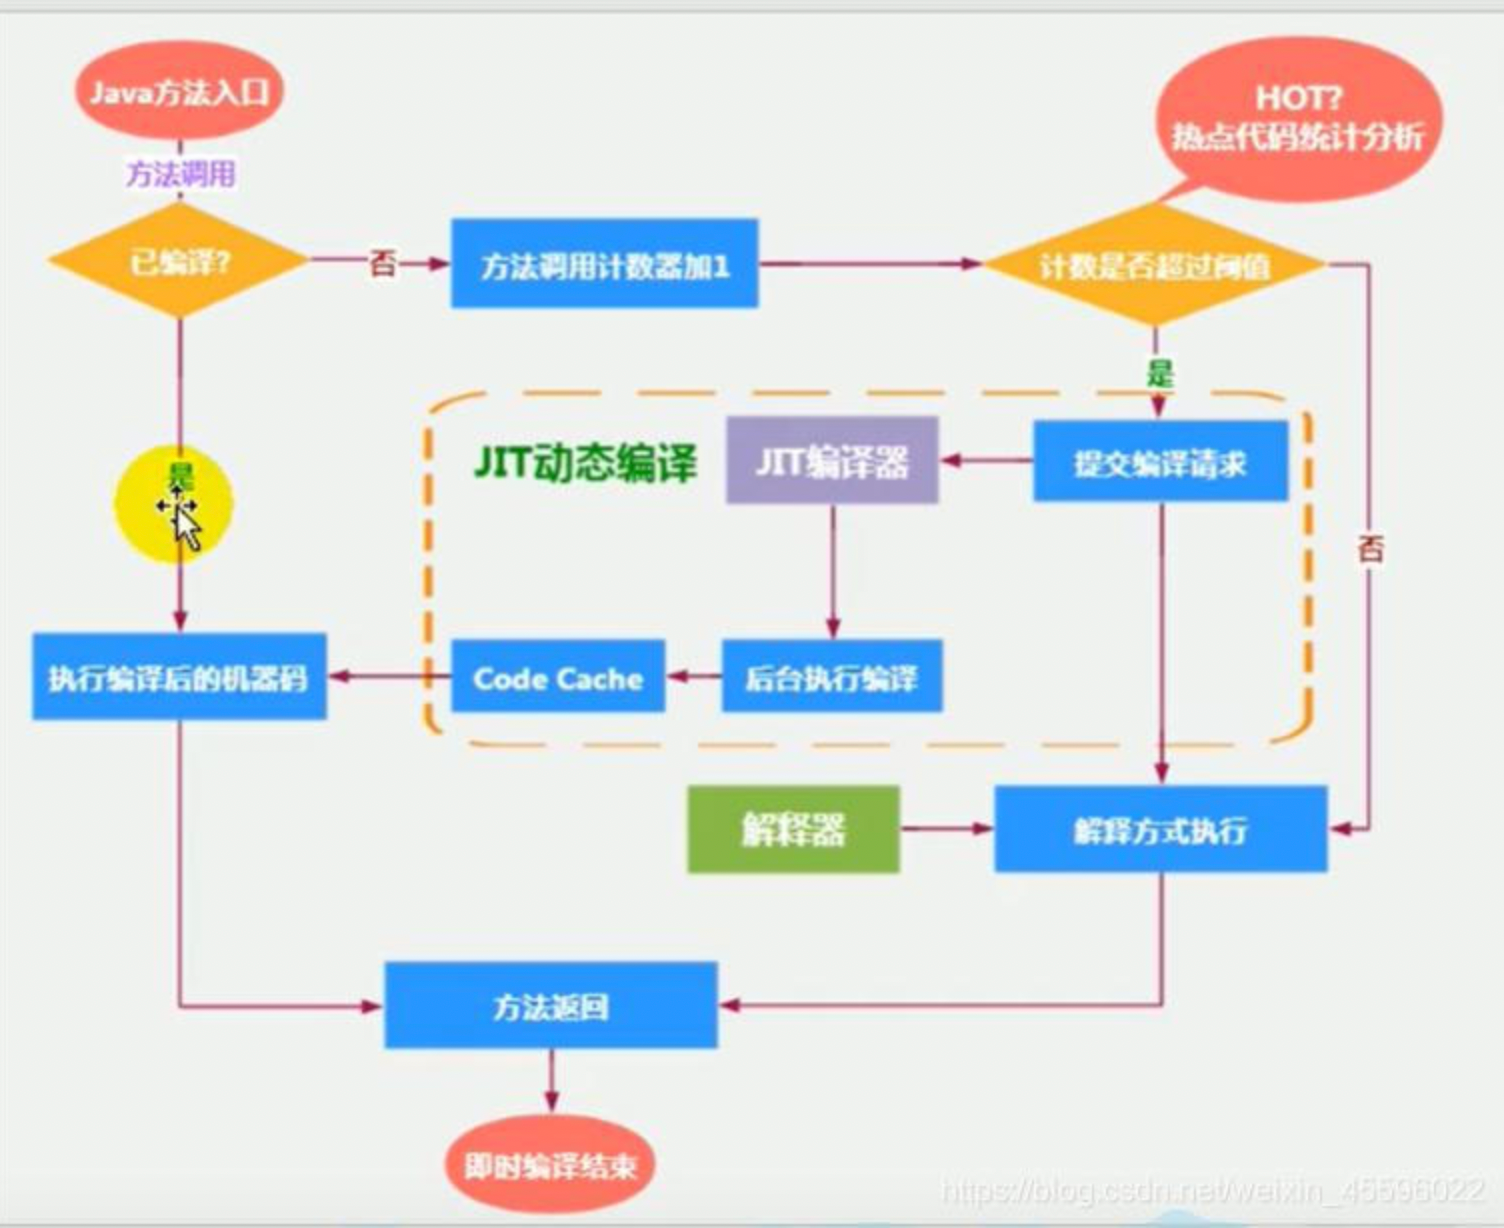 Java方法入口
HOT?
热点代码统计分析
方法调用
已编译?
否
方法调用计数器加1
计数是否超过阈值
是
JIT动态编译
JIT编译器
提交编译请求
是
否
执行编译后的机器码
Code Cache
后台执行编译
解释器
解释方式执行
方法返回
即时编译结束
https://blog.csdn.net/weixin_45596022